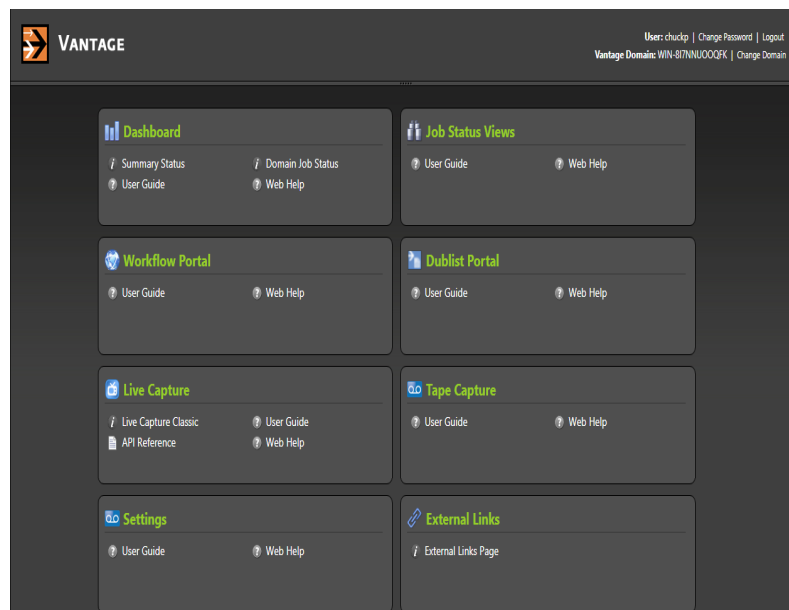 VANTAGE
User: chuckp | Change Password | Logout
Vantage Domain: WIN-8I7NNUOOQFK | Change Domain
Dashboard
Summary Status
Domain Job Status
User Guide
Web Help
Job Status Views
User Guide
Web Help
Workflow Portal
User Guide
Web Help
Dublist Portal
User Guide
Web Help
Live Capture
Live Capture Classic
User Guide
API Reference
Web Help
Tape Capture
User Guide
Web Help
Settings
User Guide
Web Help
External Links
External Links Page